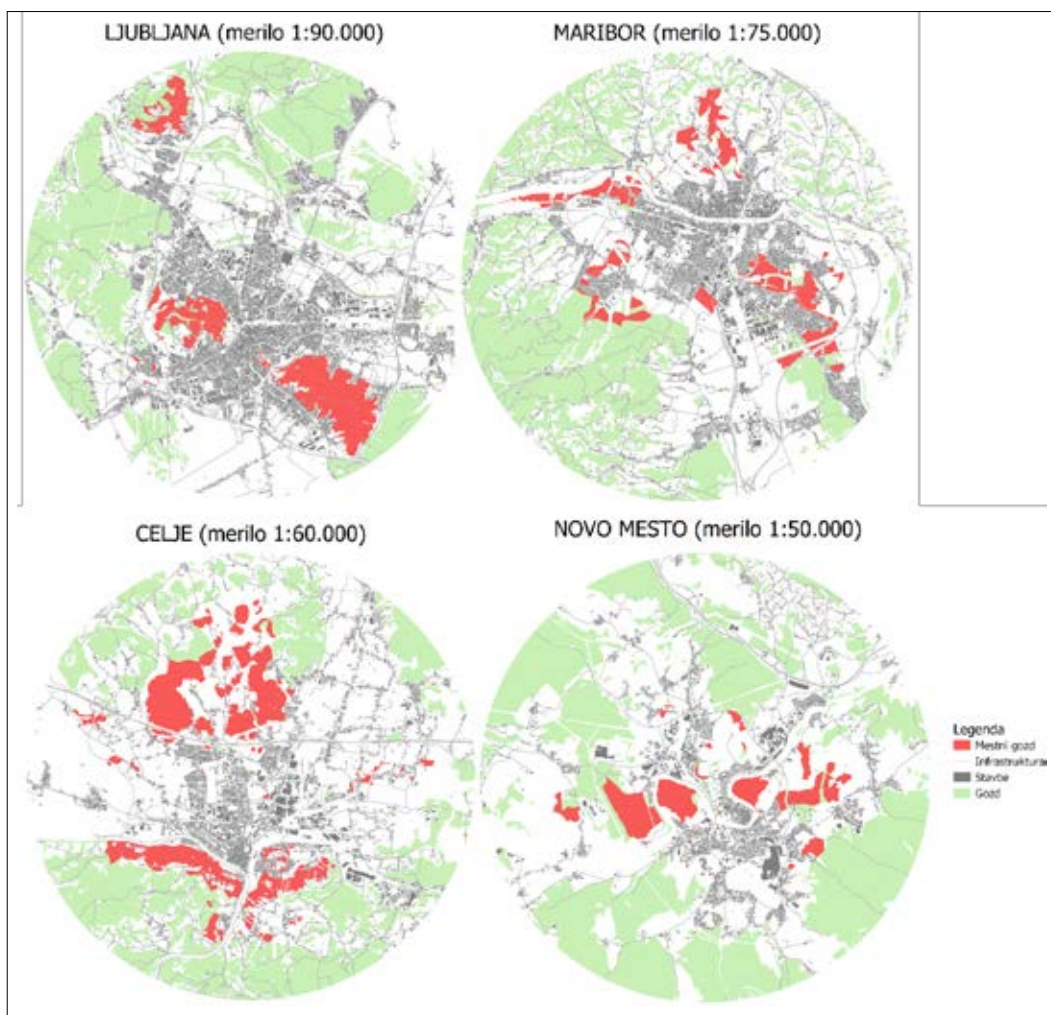 LJUBLJANA (merilo 1:90.000)
MARIBOR (merilo 1:75.000)
CELJE (merilo 1:60.000)
NOVO MESTO (merilo 1:50.000)
Legenda
Mestni gozd
Infrastruktura
Stavbe
Gozd